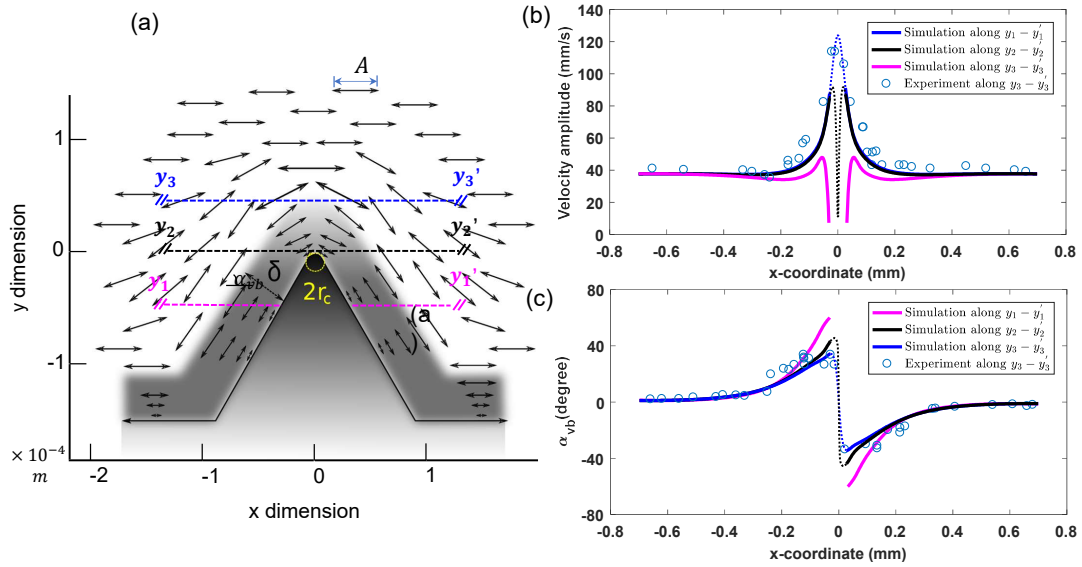 (a)
A
y dimension
1
0
-1
y₃
y₃'
y₂
y₂'
y₁
y₁'
α_vb
δ
2r_c
(a
)
× 10⁻⁴
m
-2
-1
0
1
x dimension
(b)
Velocity amplitude (mm/s)
140
120
100
80
60
40
20
0
Simulation along y₁ − y₁'
Simulation along y₂ − y₂'
Simulation along y₃ − y₃'
Experiment along y₃ − y₃'
-0.8
-0.6
-0.4
-0.2
0
0.2
0.4
0.6
0.8
x-coordinate (mm)
(c)
α_vb(degree)
80
40
0
-40
-80
Simulation along y₁ − y₁'
Simulation along y₂ − y₂'
Simulation along y₃ − y₃'
Experiment along y₃ − y₃'
-0.8
-0.6
-0.4
-0.2
0
0.2
0.4
0.6
0.8
x-coordinate (mm)